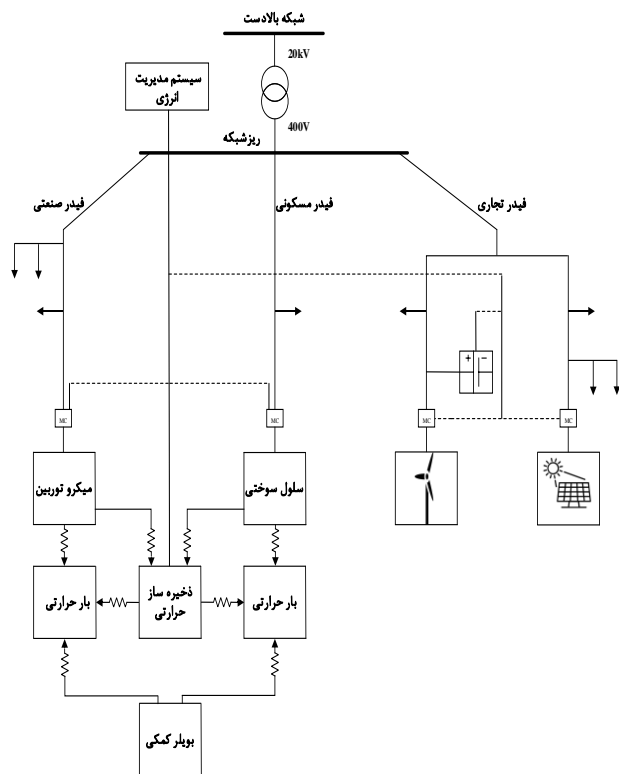 شبکه بالادست
20kV
سیستم مدیریت
انرژی
400V
ریزشبکه
فیدر صنعتی
فیدر مسکونی
فیدر تجاری
+ −
MC
MC
MC
MC
میکرو توربین
سلول سوختی
بار حرارتی
ذخیره ساز
حرارتی
بار حرارتی
بویلر کمکی